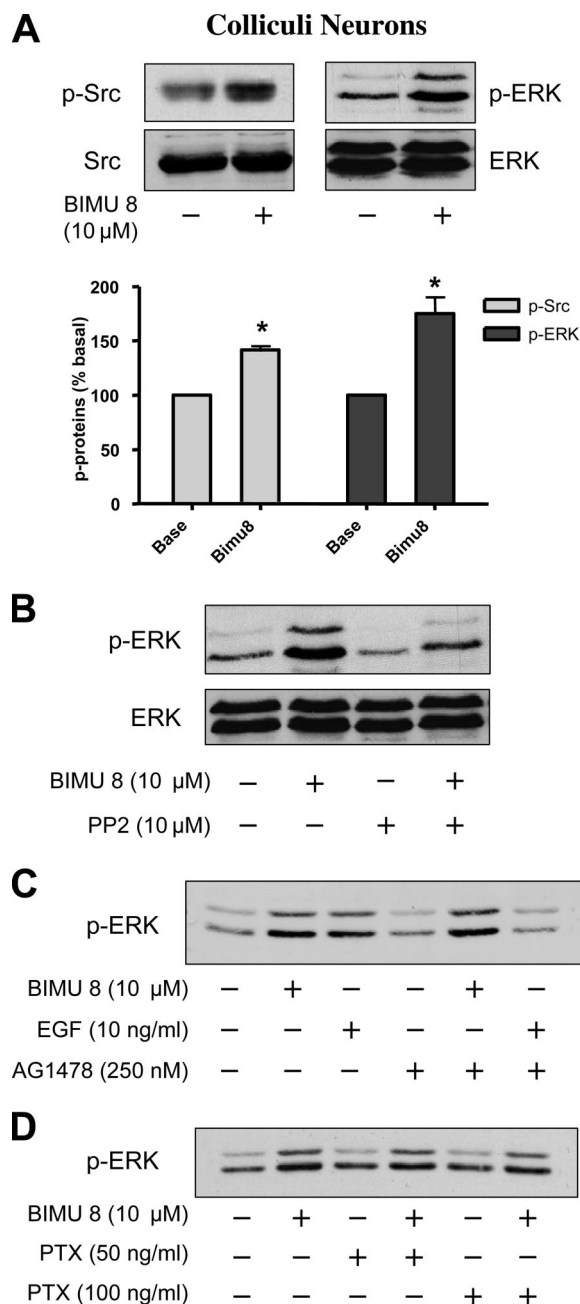 A
Colliculi Neurons
p-Src
p-ERK
Src
ERK
BIMU 8
(10 µM)
− + − +
p-proteins (% basal)
200
150
100
50
0
* *
p-Src
p-ERK
Base Bimu8 Base Bimu8
B
p-ERK
ERK
BIMU 8 (10 µM) − + − +
PP2 (10 µM) − − + +
C
p-ERK
BIMU 8 (10 µM) − + − − + −
EGF (10 ng/ml) − − + − − +
AG1478 (250 nM) − − − + + +
D
p-ERK
BIMU 8 (10 µM) − + − + − +
PTX (50 ng/ml) − − + + − −
PTX (100 ng/ml) − − − − + +